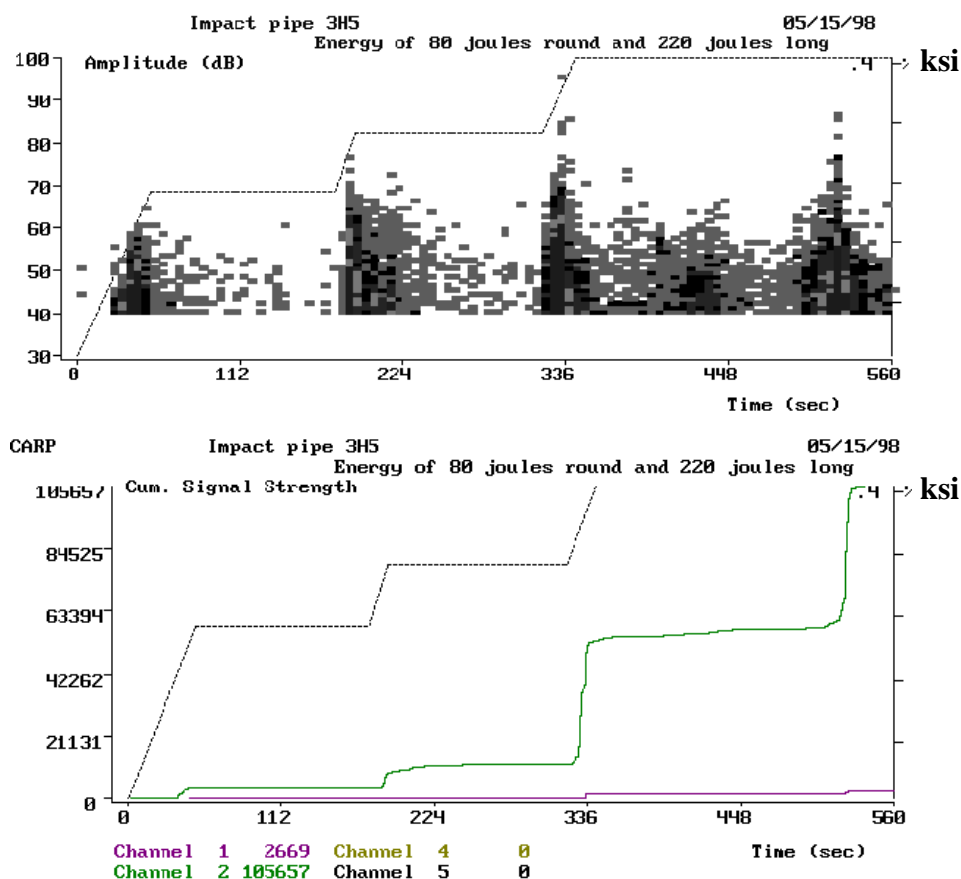 Impact pipe 3H5 05/15/98
Energy of 80 joules round and 220 joules long
Amplitude (dB)
.4 ksi
100
90
80
70
60
50
40
30
0 112 224 336 448 560
Time (sec)
CARP Impact pipe 3H5 05/15/98
Energy of 80 joules round and 220 joules long
Cum. Signal Strength
.4 ksi
105657
84525
63394
42262
21131
0
0 112 224 336 448 560
Channel 1 2669 Channel 4 0 Time (sec)
Channel 2 105657 Channel 5 0